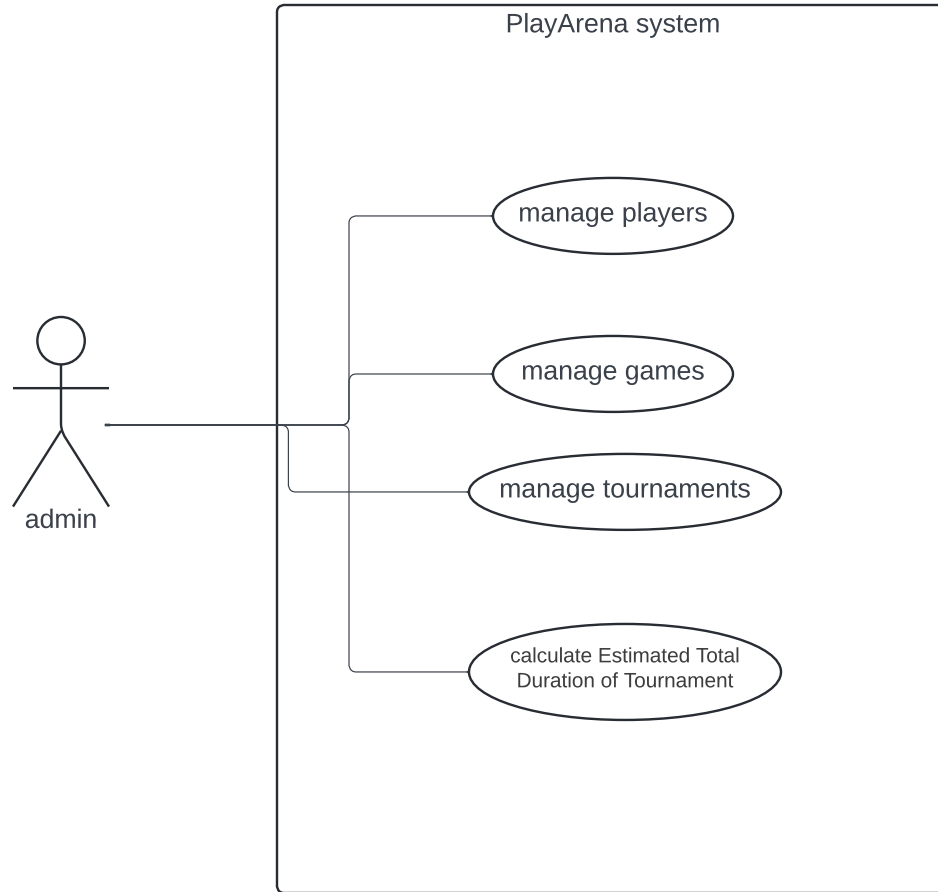 PlayArena system
manage players
manage games
manage tournaments
admin
calculate Estimated Total
Duration of Tournament